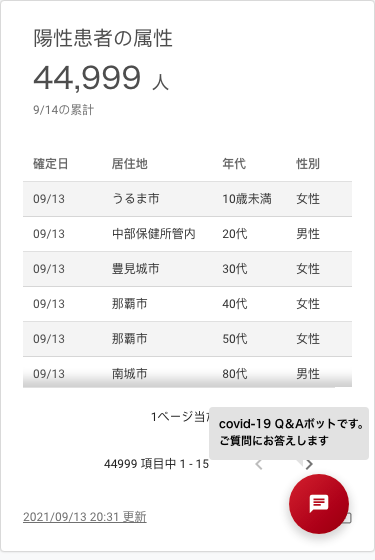 陽性患者の属性
44,999 人
9/14の累計
確定日 居住地 年代 性別
09/13 うるま市 10歳未満 女性
09/13 中部保健所管内 20代 男性
09/13 豊見城市 30代 女性
09/13 那覇市 40代 女性
09/13 那覇市 50代 女性
09/13 南城市 80代 男性
1ページ当
covid-19 Q&Aボットです。
ご質問にお答えします
44999 項目中 1 - 15
2021/09/13 20:31 更新